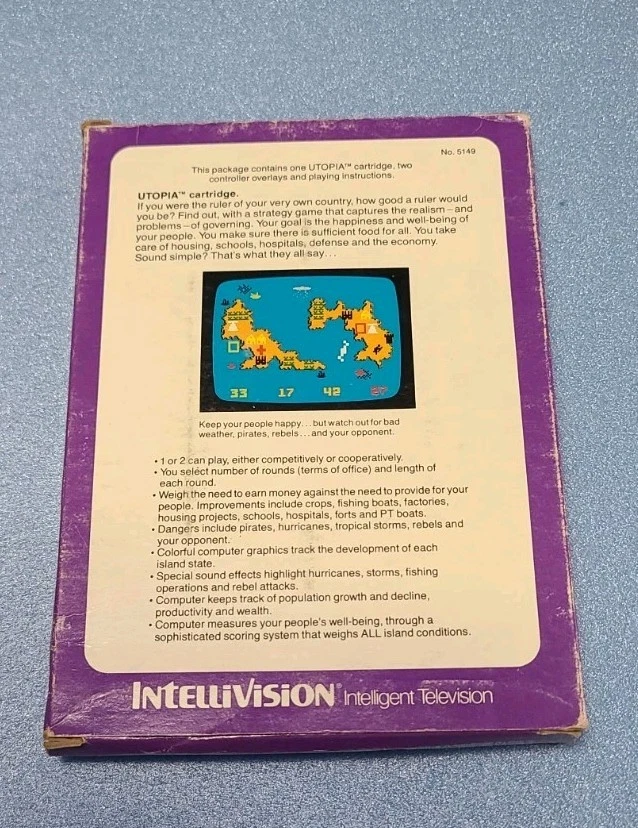 No. 5149
This package contains one UTOPIA™ cartridge, two
controller overlays and playing instructions.
UTOPIA™ cartridge.
If you were the ruler of your very own country, how good a ruler would
you be? Find out, with a strategy game that captures the realism—and
problems—of governing. Your goal is the happiness and well-being of
your people. You make sure there is sufficient food for all. You take
care of housing, schools, hospitals, defense and the economy.
Sound simple? That's what they all say...
33 17 42 27
Keep your people happy...but watch out for bad
weather, pirates, rebels...and your opponent.
• 1 or 2 can play, either competitively or cooperatively.
• You select number of rounds (terms of office) and length of
each round.
• Weigh the need to earn money against the need to provide for your
people. Improvements include crops, fishing boats, factories,
housing projects, schools, hospitals, forts and PT boats.
• Dangers include pirates, hurricanes, tropical storms, rebels and
your opponent.
• Colorful computer graphics track the development of each
island state.
• Special sound effects highlight hurricanes, storms, fishing
operations and rebel attacks.
• Computer keeps track of population growth and decline,
productivity and wealth.
• Computer measures your people's well-being, through a
sophisticated scoring system that weighs ALL island conditions.
INTELLIVISION® Intelligent Television